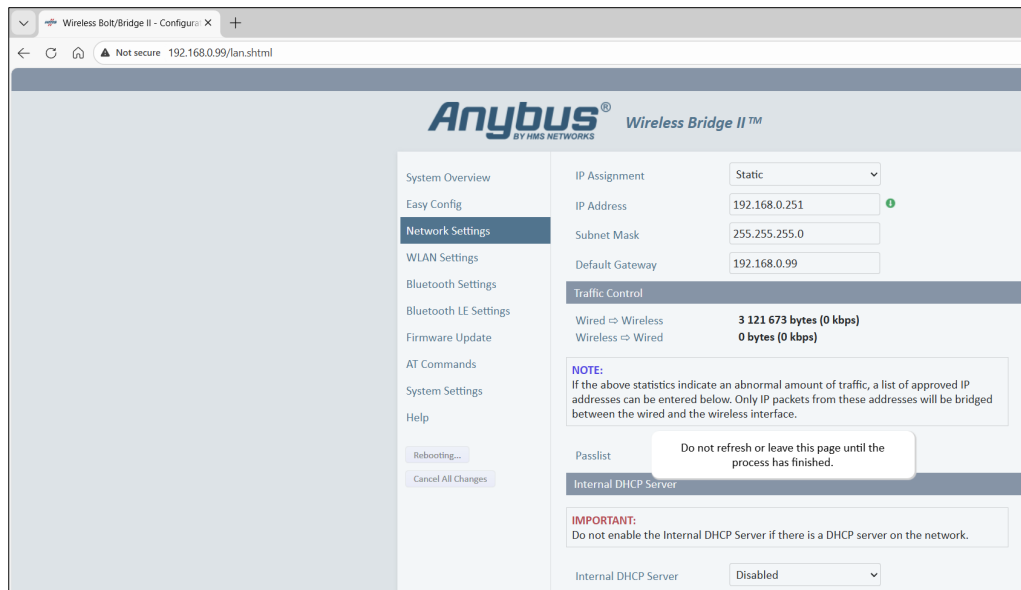 Wireless Bolt/Bridge II - Configurat
Not secure 192.168.0.99/lan.shtml
Anybus®
BY HMS NETWORKS
Wireless Bridge II™
System Overview
Easy Config
Network Settings
WLAN Settings
Bluetooth Settings
Bluetooth LE Settings
Firmware Update
AT Commands
System Settings
Help
Rebooting...
Cancel All Changes
IP Assignment Static
IP Address 192.168.0.251
Subnet Mask 255.255.255.0
Default Gateway 192.168.0.99
Traffic Control
Wired ⇨ Wireless 3 121 673 bytes (0 kbps)
Wireless ⇨ Wired 0 bytes (0 kbps)
NOTE:
If the above statistics indicate an abnormal amount of traffic, a list of approved IP
addresses can be entered below. Only IP packets from these addresses will be bridged
between the wired and the wireless interface.
Passlist
Do not refresh or leave this page until the
process has finished.
Internal DHCP Server
IMPORTANT:
Do not enable the Internal DHCP Server if there is a DHCP server on the network.
Internal DHCP Server Disabled